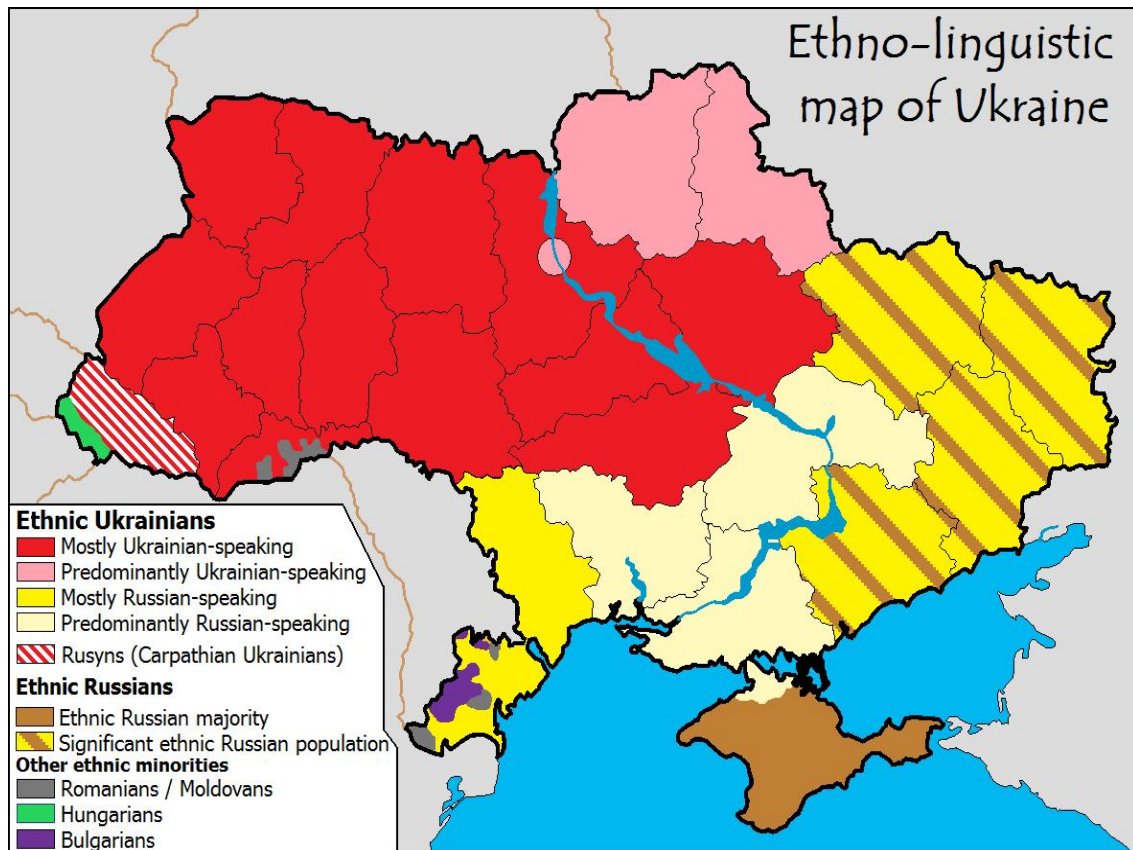 Ethno-linguistic
map of Ukraine
Ethnic Ukrainians
Mostly Ukrainian-speaking
Predominantly Ukrainian-speaking
Mostly Russian-speaking
Predominantly Russian-speaking
Rusyns (Carpathian Ukrainians)
Ethnic Russians
Ethnic Russian majority
Significant ethnic Russian population
Other ethnic minorities
Romanians / Moldovans
Hungarians
Bulgarians